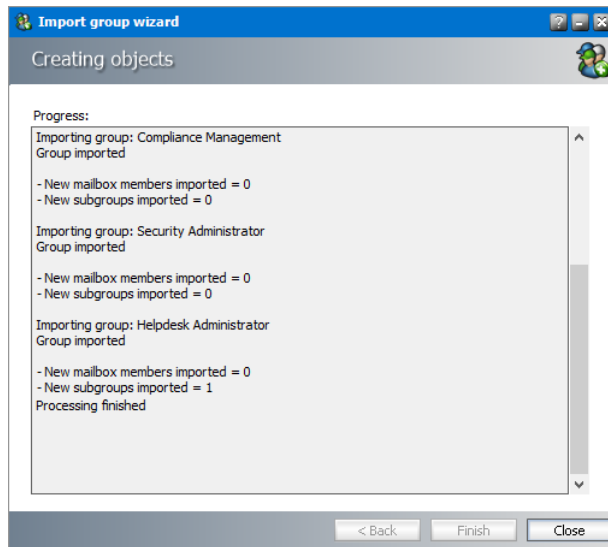 Import group wizard
Creating objects
Progress:
Importing group: Compliance Management
Group imported
- New mailbox members imported = 0
- New subgroups imported = 0
Importing group: Security Administrator
Group imported
- New mailbox members imported = 0
- New subgroups imported = 0
Importing group: Helpdesk Administrator
Group imported
- New mailbox members imported = 0
- New subgroups imported = 1
Processing finished
< Back Finish Close